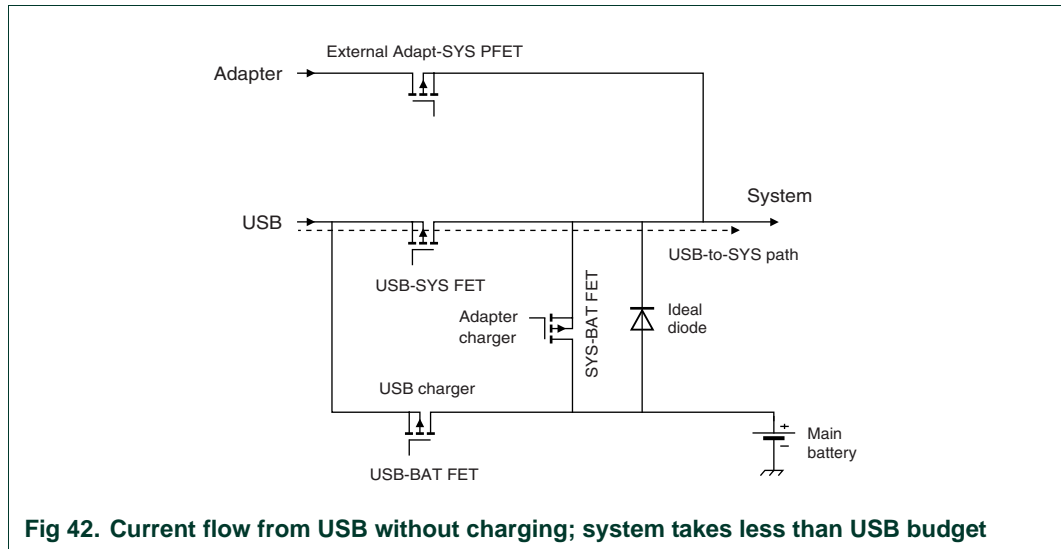 External Adapt-SYS PFET
Adapter
System
USB
USB-to-SYS path
USB-SYS FET
Adapter
charger
SYS-BAT FET
Ideal
diode
USB charger
USB-BAT FET
+
−
Main
battery
Fig 42. Current flow from USB without charging; system takes less than USB budget